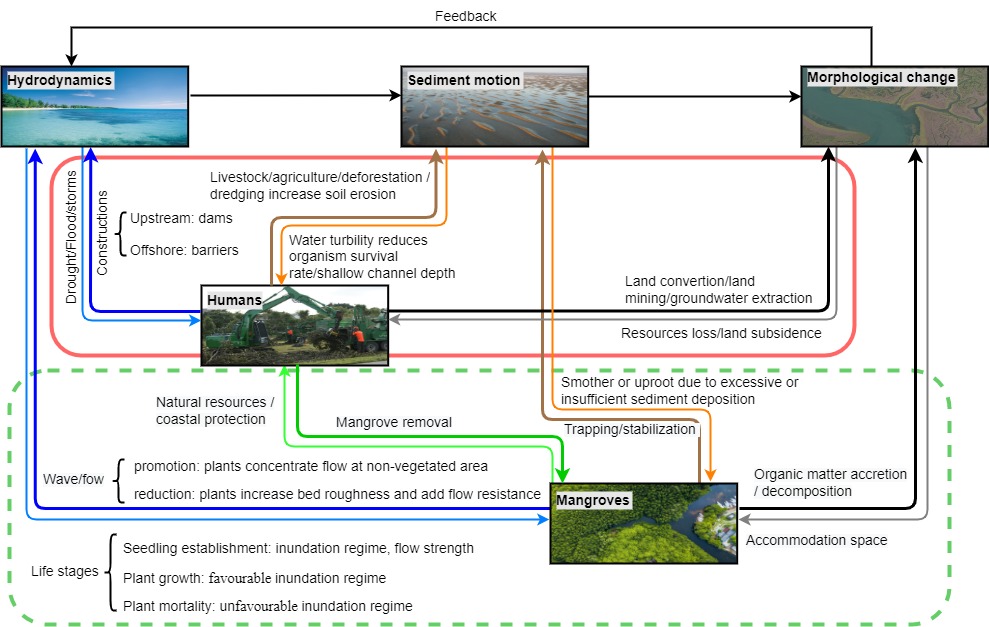 Feedback
Hydrodynamics
Sediment motion
Morphological change
Drought/Flood/storms
Constructions
Upstream: dams
Offshore: barriers
Livestock/agriculture/deforestation /
dredging increase soil erosion
Water turbility reduces
organism survival
rate/shallow channel depth
Humans
Land convertion/land
mining/groundwater extraction
Resources loss/land subsidence
Natural resources /
coastal protection
Mangrove removal
Smother or uproot due to excessive or
insufficient sediment deposition
Trapping/stabilization
Wave/fow
promotion: plants concentrate flow at non-vegetated area
reduction: plants increase bed roughness and add flow resistance
Mangroves
Organic matter accretion
/ decomposition
Accommodation space
Life stages
Seedling establishment: inundation regime, flow strength
Plant growth: favourable inundation regime
Plant mortality: unfavourable inundation regime